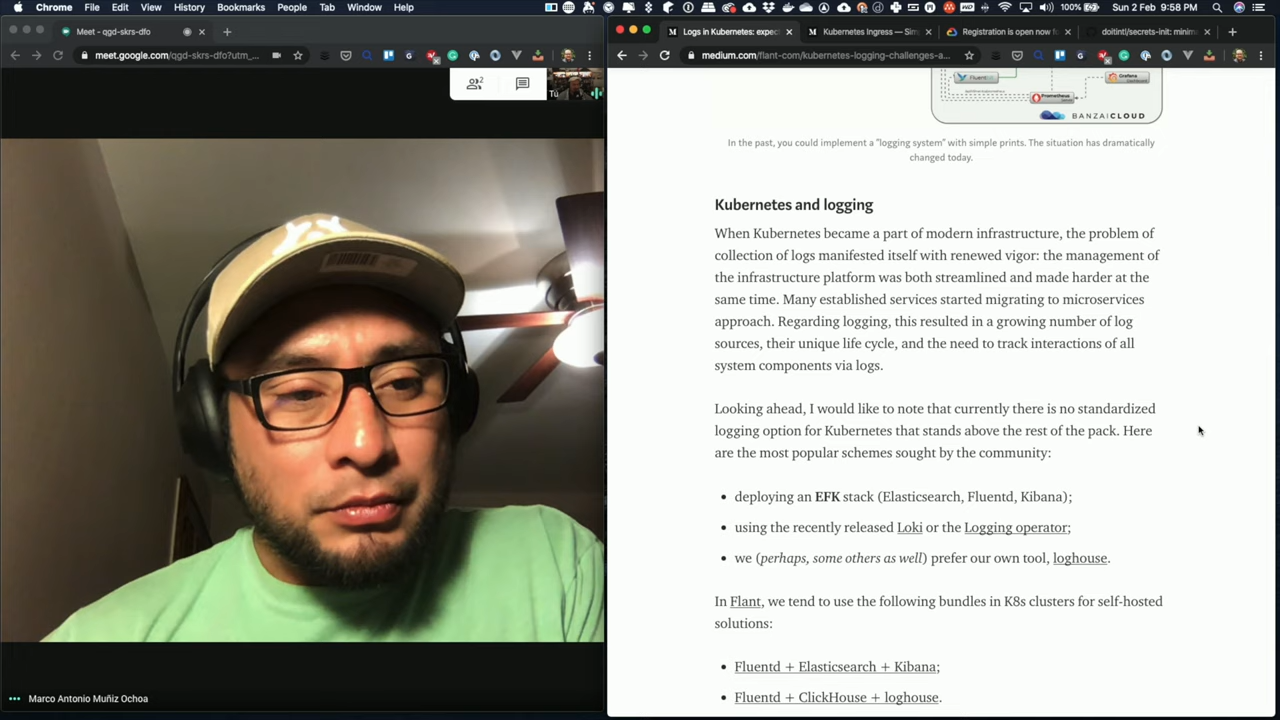 Chrome File Edit View History Bookmarks People Tab Window Help
100% Sun 2 Feb 9:58 PM
Meet - qgd-skrs-dfo
meet.google.com/qgd-skrs-dfo?utm_...
2
Tú
Marco Antonio Muñiz Ochoa
Logs in Kubernetes: expec
Kubernetes Ingress — Sim
Registration is open now f
doitintl/secrets-init: minim
medium.com/flant-com/kubernetes-logging-challenges-a...
Fluentbit
Grafana
Dashboard
Prometheus
BANZAICLOUD
In the past, you could implement a “logging system” with simple prints. The situation has dramatically
changed today.
Kubernetes and logging
When Kubernetes became a part of modern infrastructure, the problem of
collection of logs manifested itself with renewed vigor: the management of
the infrastructure platform was both streamlined and made harder at the
same time. Many established services started migrating to microservices
approach. Regarding logging, this resulted in a growing number of log
sources, their unique life cycle, and the need to track interactions of all
system components via logs.
Looking ahead, I would like to note that currently there is no standardized
logging option for Kubernetes that stands above the rest of the pack. Here
are the most popular schemes sought by the community:
• deploying an EFK stack (Elasticsearch, Fluentd, Kibana);
• using the recently released Loki or the Logging operator;
• we (perhaps, some others as well) prefer our own tool, loghouse.
In Flant, we tend to use the following bundles in K8s clusters for self-hosted
solutions:
• Fluentd + Elasticsearch + Kibana;
• Fluentd + ClickHouse + loghouse.